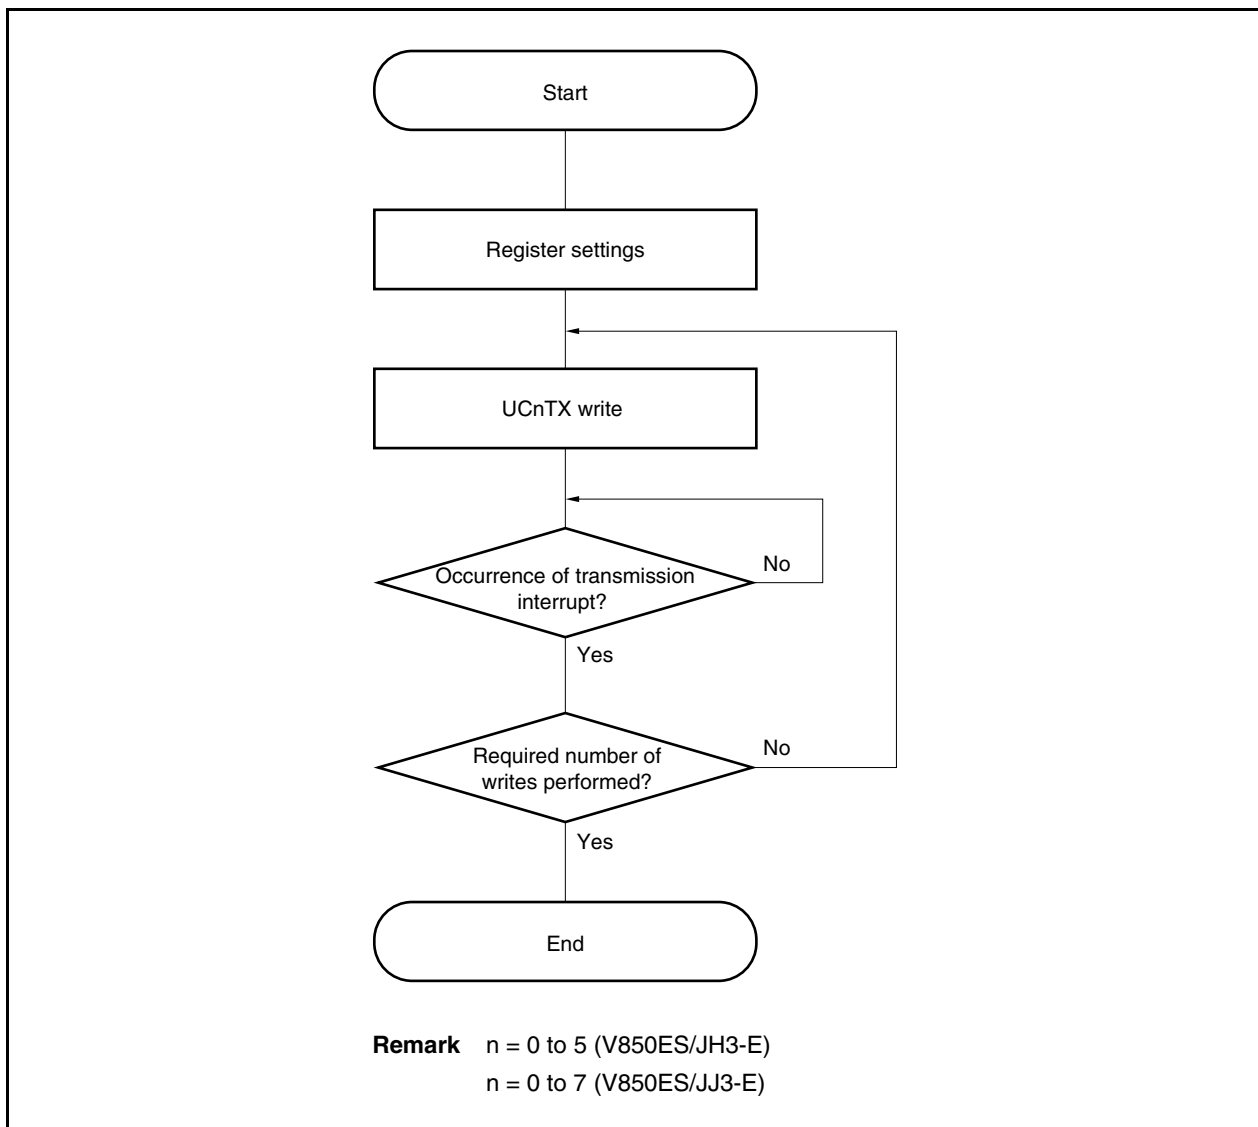 Start
Register settings
UCnTX write
Occurrence of transmission
interrupt?
No
Yes
Required number of
writes performed?
No
Yes
End
Remark n = 0 to 5 (V850ES/JH3-E)
n = 0 to 7 (V850ES/JJ3-E)